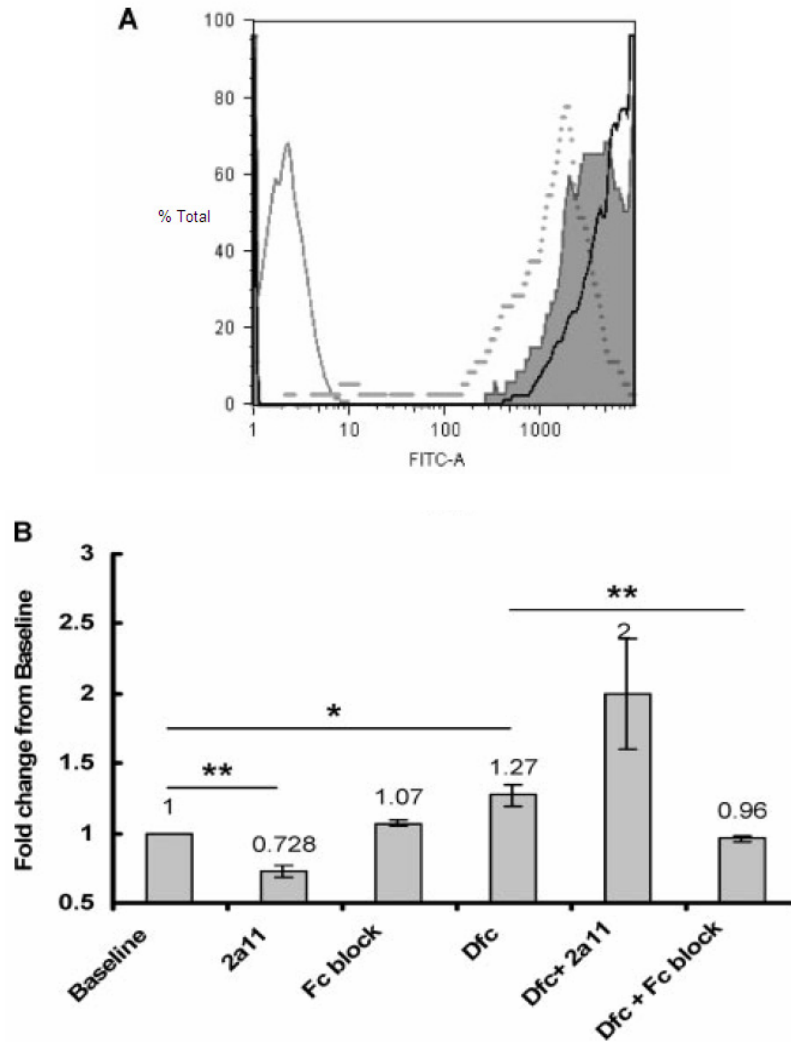 A
100
80
% Total
60
40
20
0
1
10
100
1000
FITC-A
B
3
**
2.5
2
2
*
1.27
1.5
**
1.07
1
0.728
0.96
1
0.5
Fold change from Baseline
Baseline
2a11
Fc block
Dfc
Dfc+ 2a11
Dfc + Fc block